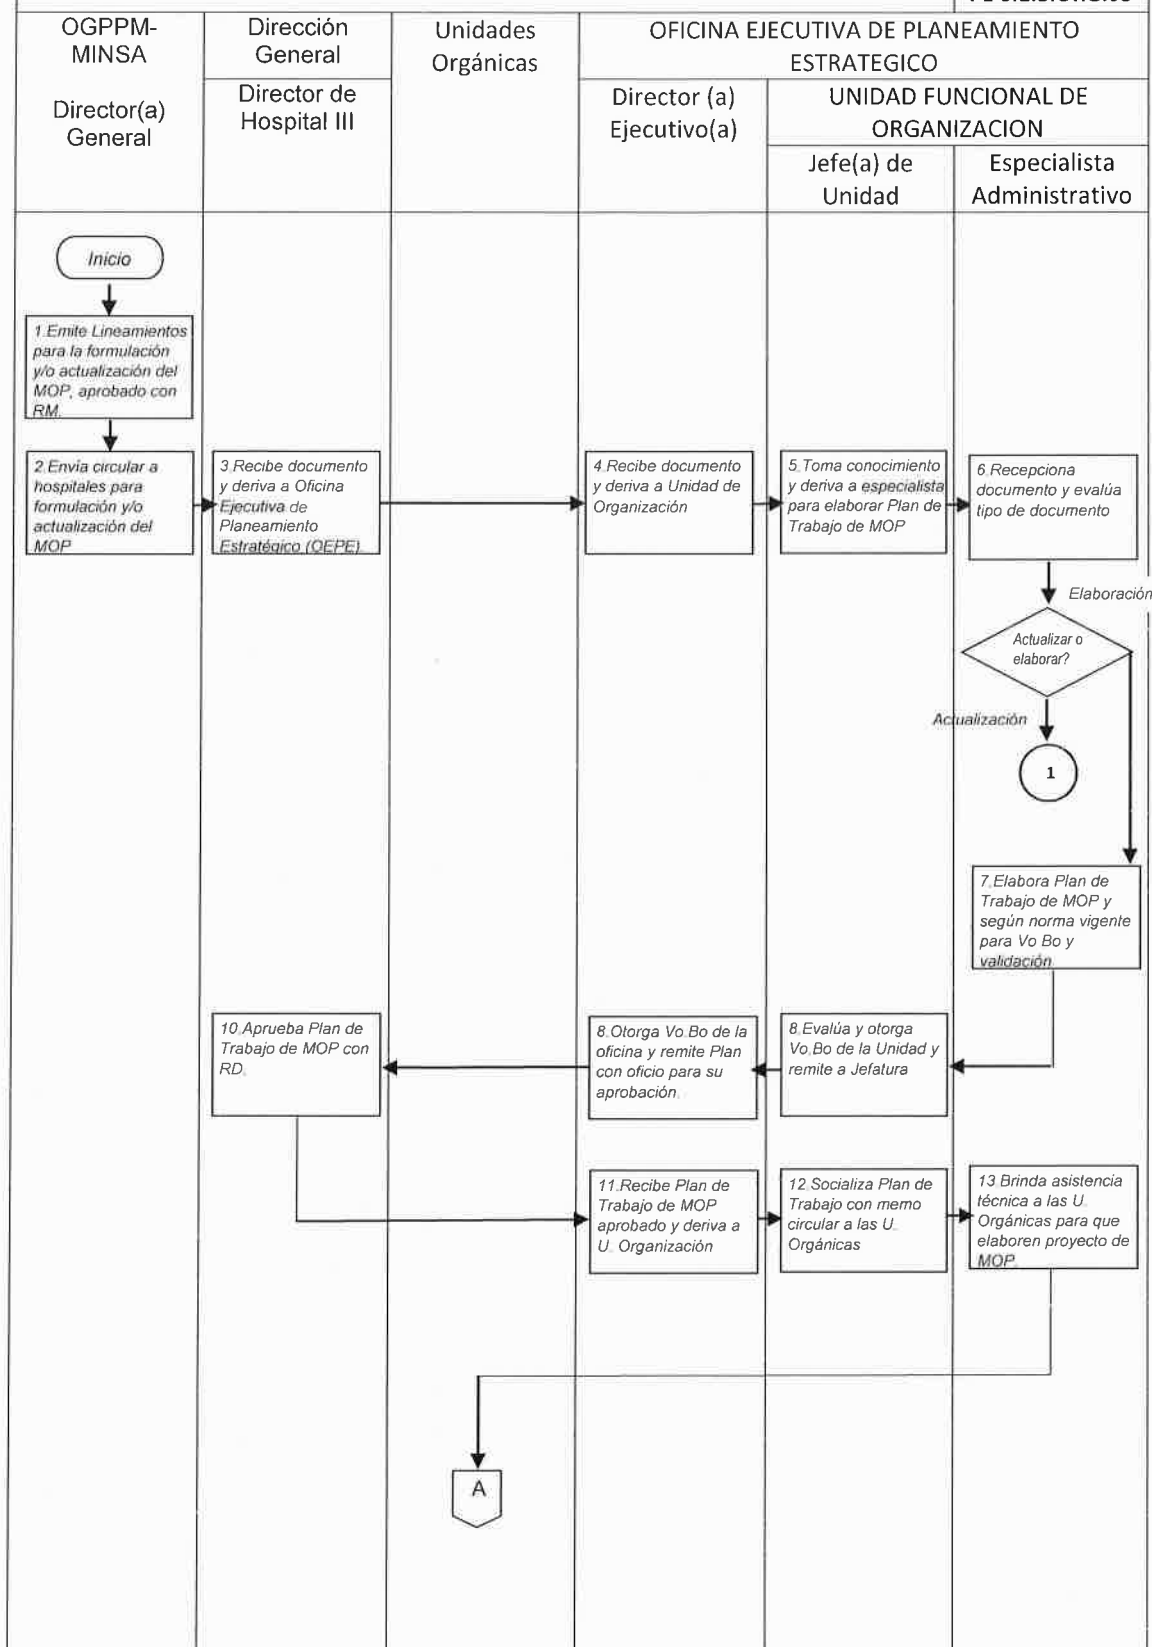 OGPPM-
MINSA
Director(a)
General
Dirección
General
Director de
Hospital III
Unidades
Orgánicas
OFICINA EJECUTIVA DE PLANEAMIENTO
ESTRATEGICO
Director (a)
Ejecutivo(a)
UNIDAD FUNCIONAL DE
ORGANIZACION
Jefe(a) de
Unidad
Especialista
Administrativo
Inicio
1.Emite Lineamientos
para la formulación
y/o actualización del
MOP, aprobado con
RM.
2.Envía circular a
hospitales para
formulación y/o
actualización del
MOP
3.Recibe documento
y deriva a Oficina
Ejecutiva de
Planeamiento
Estratégico (OEPE).
4.Recibe documento
y deriva a Unidad de
Organización
5.Toma conocimiento
y deriva a especialista
para elaborar Plan de
Trabajo de MOP
6.Recepciona
documento y evalúa
tipo de documento
Elaboración
Actualizar o
elaborar?
Actualización
1
7.Elabora Plan de
Trabajo de MOP y
según norma vigente
para Vo Bo y
validación.
8.Evalúa y otorga
Vo.Bo de la Unidad y
remite a Jefatura
8.Otorga Vo.Bo de la
oficina y remite Plan
con oficio para su
aprobación.
10.Aprueba Plan de
Trabajo de MOP con
RD.
11.Recibe Plan de
Trabajo de MOP
aprobado y deriva a
U. Organización
12.Socializa Plan de
Trabajo con memo
circular a las U.
Orgánicas
13.Brinda asistencia
técnica a las U.
Orgánicas para que
elaboren proyecto de
MOP.
A